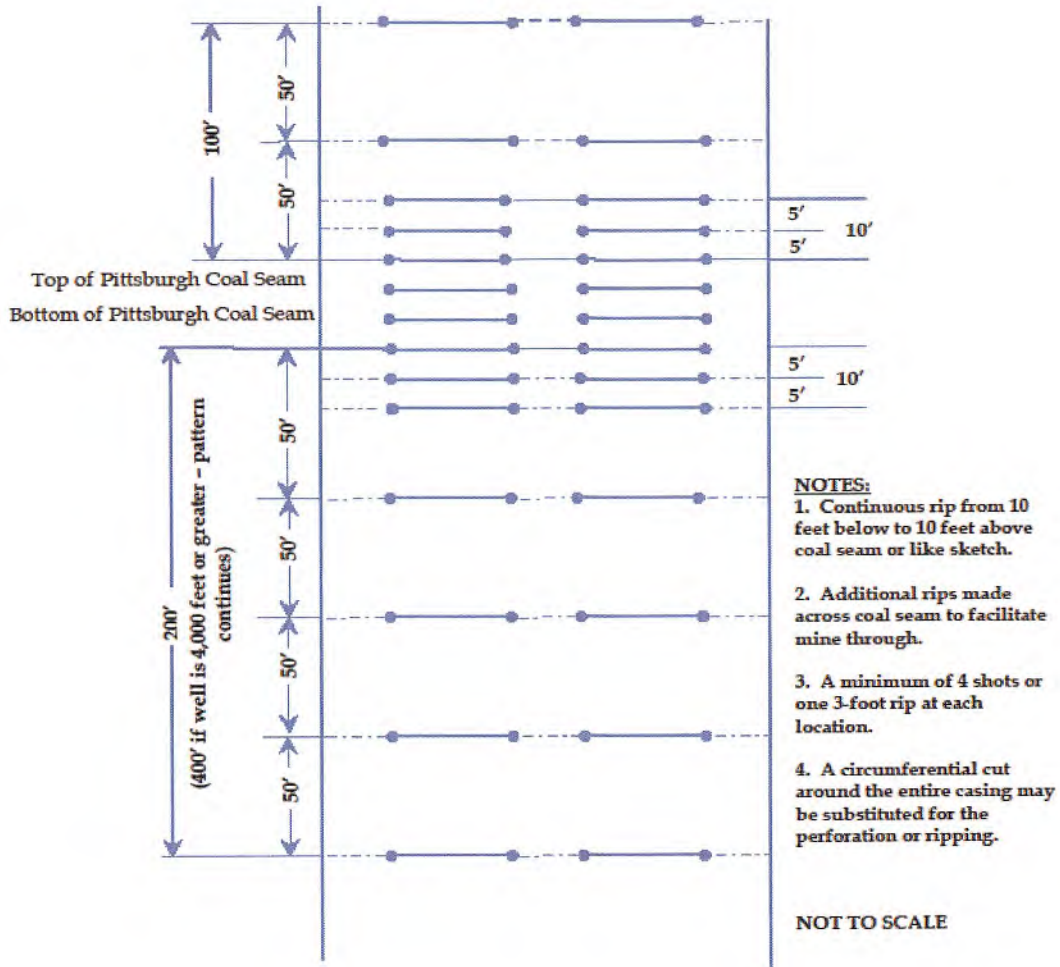 100'
50'
50'
5'
5'
10'
Top of Pittsburgh Coal Seam
Bottom of Pittsburgh Coal Seam
5'
5'
10'
200'
(400' if well is 4,000 feet or greater – pattern
continues)
50'
50'
50'
50'
NOTES:
1. Continuous rip from 10
feet below to 10 feet above
coal seam or like sketch.
2. Additional rips made
across coal seam to facilitate
mine through.
3. A minimum of 4 shots or
one 3-foot rip at each
location.
4. A circumferential cut
around the entire casing may
be substituted for the
perforation or ripping.
NOT TO SCALE